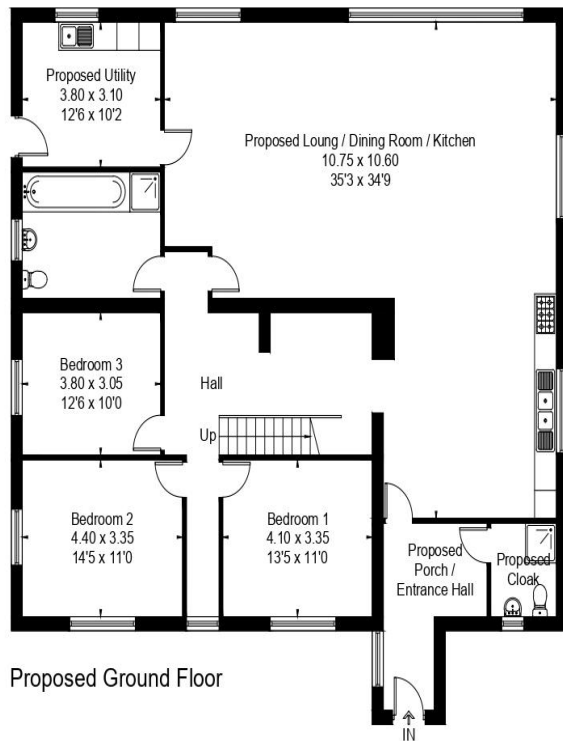 Proposed Utility
3.80 x 3.10
12'6 x 10'2
Proposed Loung / Dining Room / Kitchen
10.75 x 10.60
35'3 x 34'9
Bedroom 3
3.80 x 3.05
12'6 x 10'0
Hall
Up
Bedroom 2
4.40 x 3.35
14'5 x 11'0
Bedroom 1
4.10 x 3.35
13'5 x 11'0
Proposed
Porch /
Entrance Hall
Proposed
Cloak
Proposed Ground Floor
IN